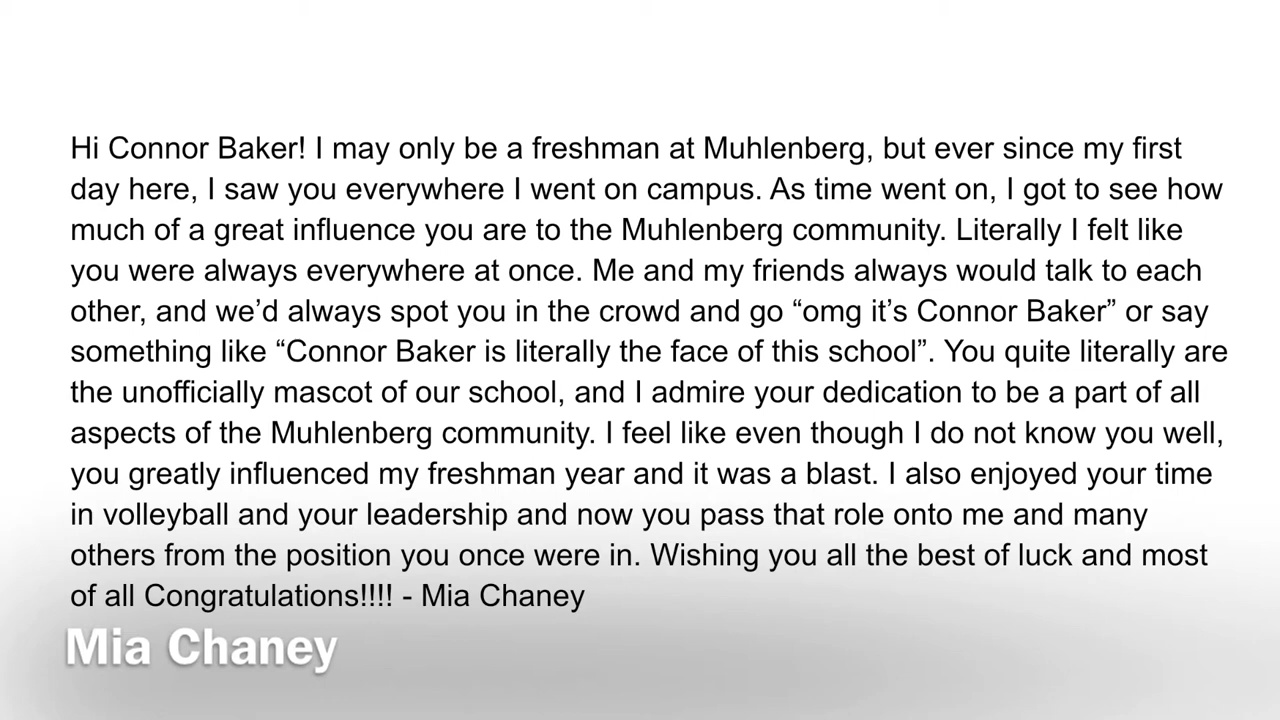 Hi Connor Baker! I may only be a freshman at Muhlenberg, but ever since my first
day here, I saw you everywhere I went on campus. As time went on, I got to see how
much of a great influence you are to the Muhlenberg community. Literally I felt like
you were always everywhere at once. Me and my friends always would talk to each
other, and we’d always spot you in the crowd and go “omg it’s Connor Baker” or say
something like “Connor Baker is literally the face of this school”. You quite literally are
the unofficially mascot of our school, and I admire your dedication to be a part of all
aspects of the Muhlenberg community. I feel like even though I do not know you well,
you greatly influenced my freshman year and it was a blast. I also enjoyed your time
in volleyball and your leadership and now you pass that role onto me and many
others from the position you once were in. Wishing you all the best of luck and most
of all Congratulations!!!! - Mia Chaney
Mia Chaney